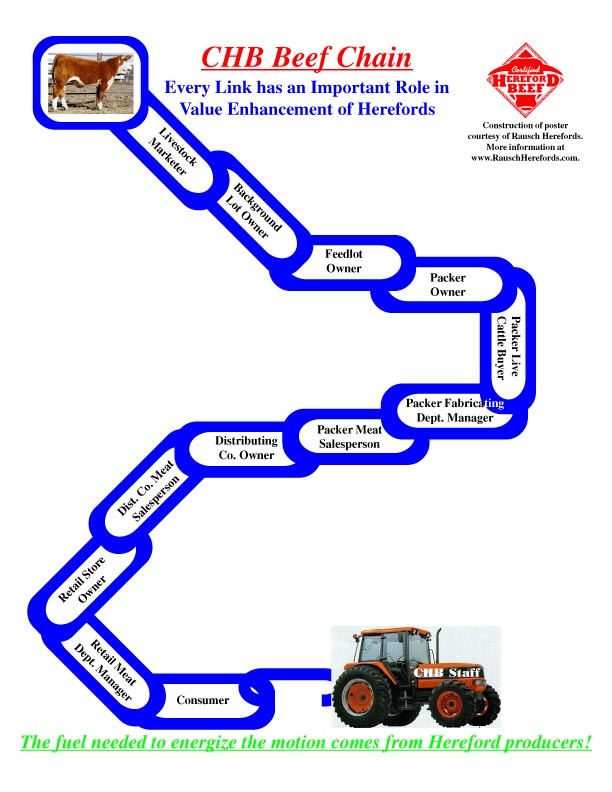 CHB Beef Chain
Every Link has an Important Role in
Value Enhancement of Herefords
Certified
HEREFORD
BEEF
Construction of poster
courtesy of Rausch Herefords.
More information at
www.RauschHerefords.com.
Livestock
Marketer
Background
Lot Owner
Feedlot
Owner
Packer
Owner
Packer Live
Cattle Buyer
Packer Fabricating
Dept. Manager
Packer Meat
Salesperson
Distributing
Co. Owner
Dist. Co. Meat
Salesperson
Retail Store
Owner
Retail Meat
Dept. Manager
Consumer
CHB Staff
The fuel needed to energize the motion comes from Hereford producers!